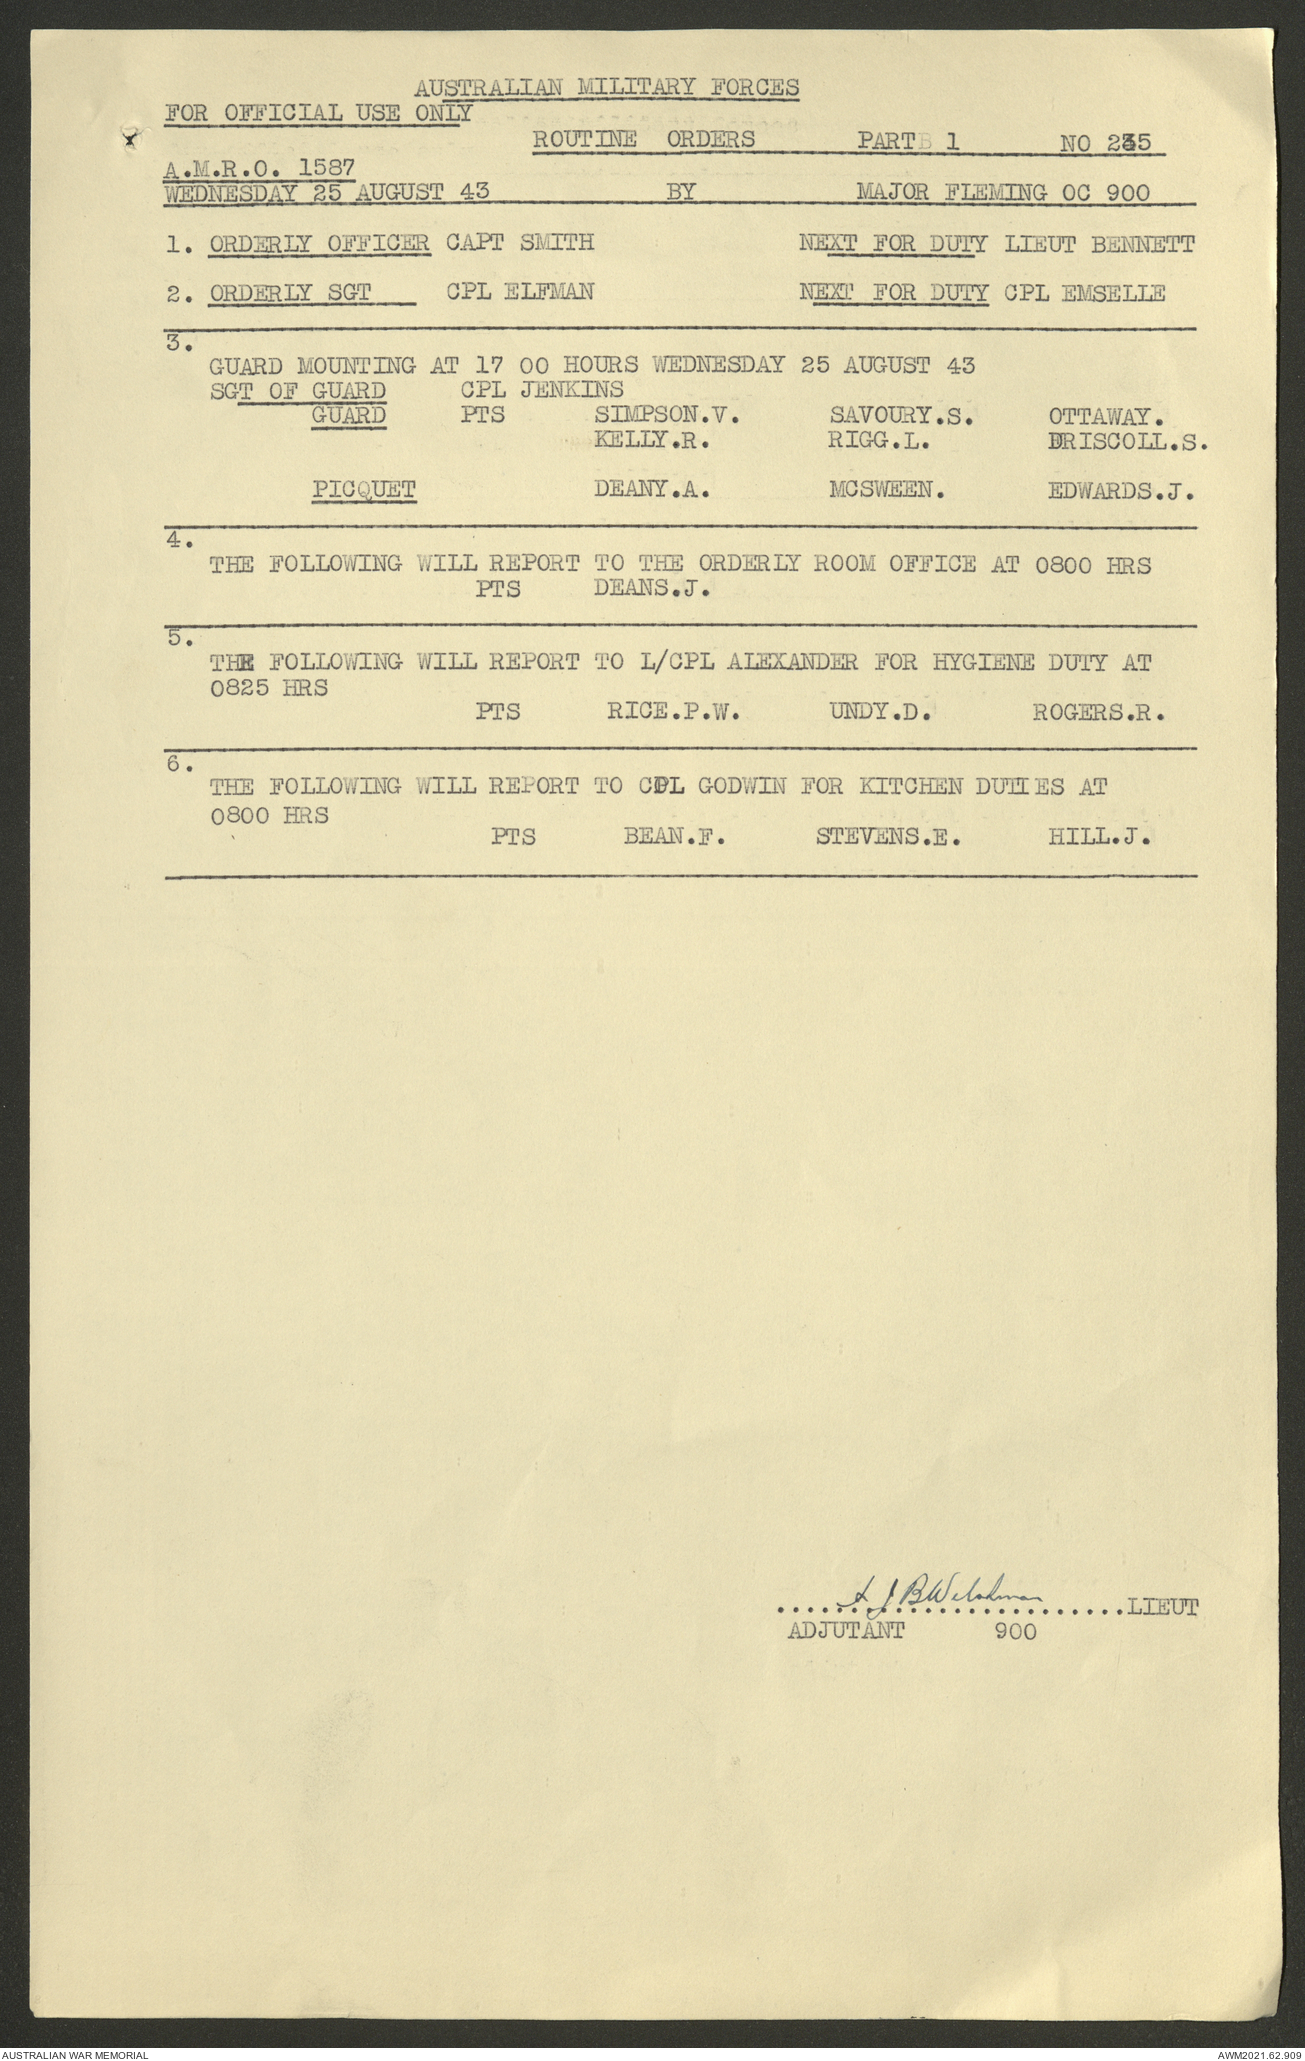 AUSTRALIAN MILITARY FORCES
FOR OFFICIAL USE ONLY
ROUTINE ORDERS PART 1 NO 235
A.M.R.O. 1587
WEDNESDAY 25 AUGUST 43 BY MAJOR FLEMING OC 900
1. ORDERLY OFFICER CAPT SMITH NEXT FOR DUTY LIEUT BENNETT
2. ORDERLY SGT CPL ELFMAN NEXT FOR DUTY CPL EMSELLE
3.
GUARD MOUNTING AT 17 00 HOURS WEDNESDAY 25 AUGUST 43
SGT OF GUARD CPL JENKINS
GUARD PTS SIMPSON.V. SAVOURY.S. OTTAWAY.
KELLY.R. RIGG.L. DRISCOLL.S.
PICQUET DEANY.A. MCSWEEN. EDWARDS.J.
4.
THE FOLLOWING WILL REPORT TO THE ORDERLY ROOM OFFICE AT 0800 HRS
PTS DEANS.J.
5.
THE FOLLOWING WILL REPORT TO L/CPL ALEXANDER FOR HYGIENE DUTY AT
0825 HRS
PTS RICE.P.W. UNDY.D. ROGERS.R.
6.
THE FOLLOWING WILL REPORT TO CPL GODWIN FOR KITCHEN DUTIES AT
0800 HRS
PTS BEAN.F. STEVENS.E. HILL.J.
........................LIEUT
ADJUTANT 900
AUSTRALIAN WAR MEMORIAL AWM2021.62.909